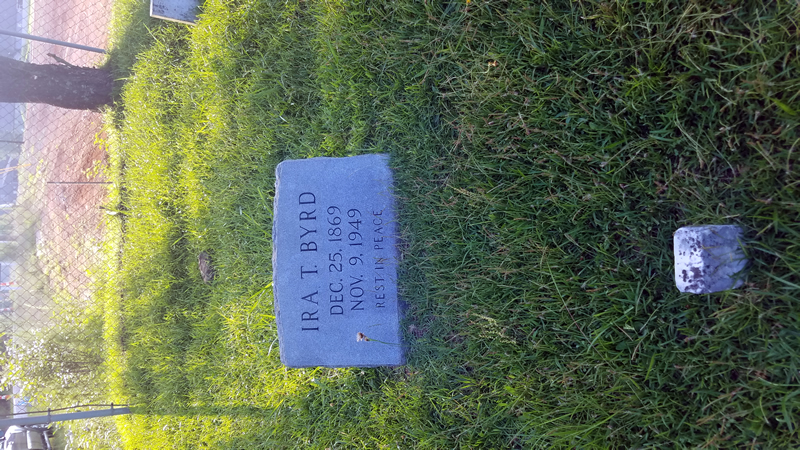 IRA T. BYRD
DEC. 25, 1869
NOV. 9, 1949
REST IN PEACE